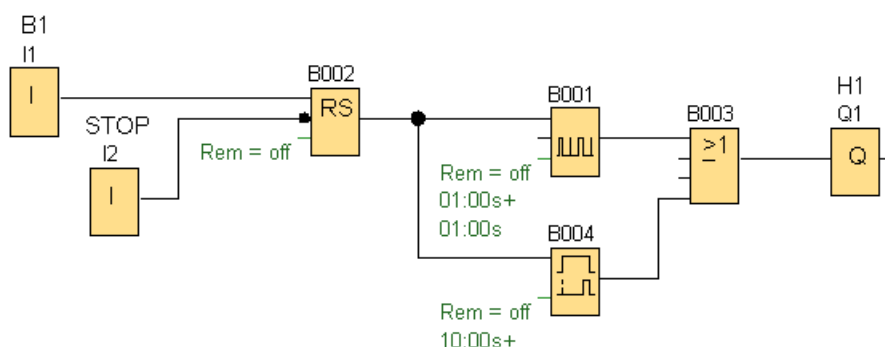 B1
I1
I
STOP
I2
I
B002
RS
Rem = off
B001
Rem = off
01:00s+
01:00s
B004
Rem = off
10:00s+
B003
≥1
H1
Q1
Q